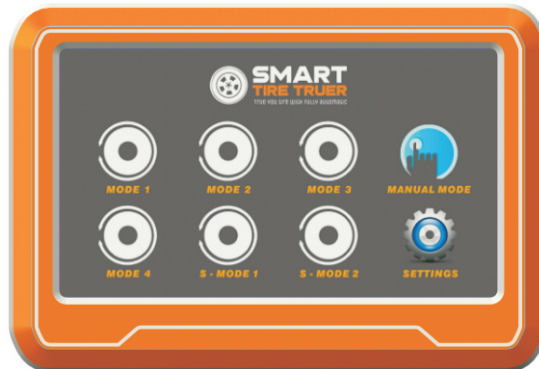 SMART
TIRE TRUER
MODE 1
MODE 2
MODE 3
MANUAL MODE
MODE 4
S - MODE 1
S - MODE 2
SETTINGS